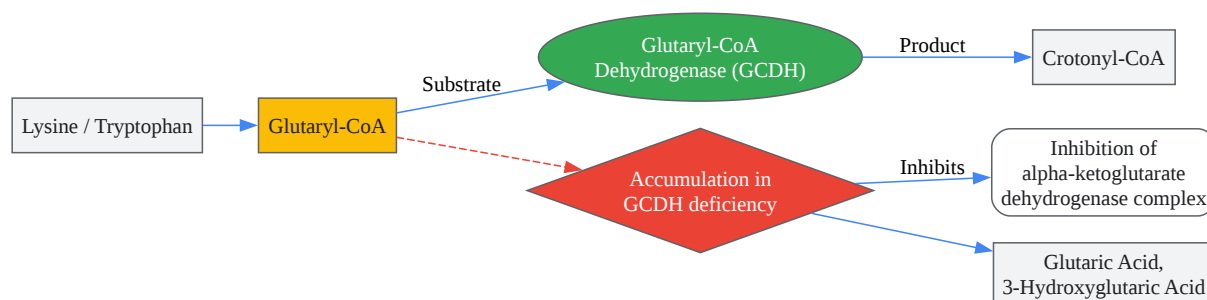 Lysine / Tryptophan
Glutaryl-CoA
Substrate
Glutaryl-CoA
Dehydrogenase (GCDH)
Product
Crotonyl-CoA
Accumulation in
GCDH deficiency
Inhibits
Inhibition of
alpha-ketoglutarate
dehydrogenase complex
Glutaric Acid,
3-Hydroxyglutaric Acid